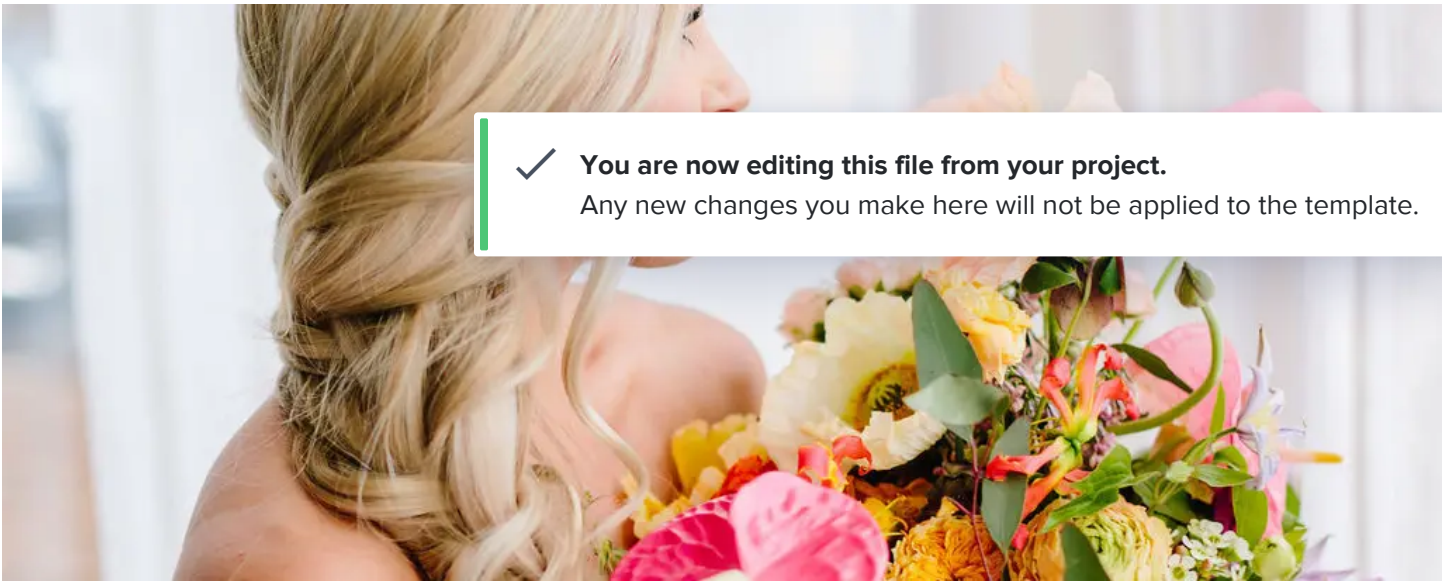 You are now editing this file from your project.
Any new changes you make here will not be applied to the template.